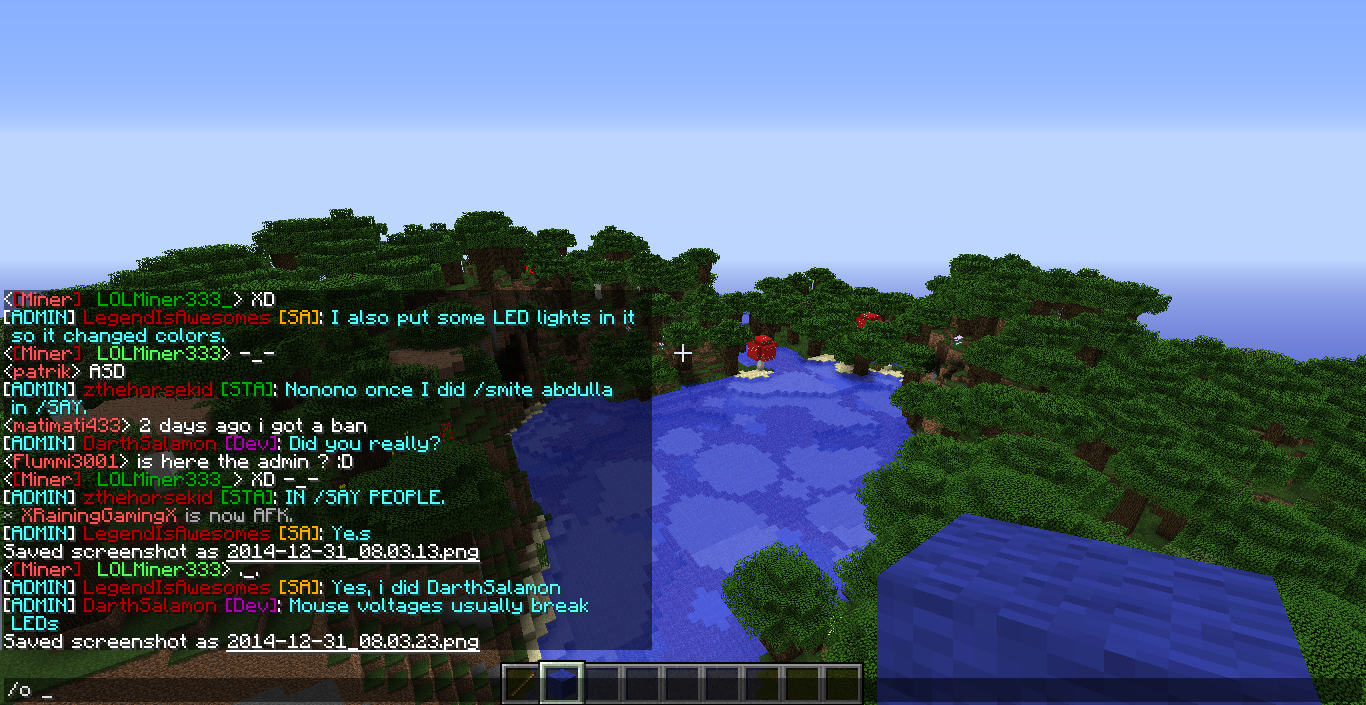 <[Miner] LOLMiner333_> XD
[ADMIN] LegendIsAwesomes [SA]: I also put some LED lights in it
so it changed colors.
<[Miner] LOLMiner333> -_-
<patrik> ASD
[ADMIN] zthehorsekid [STA]: Nonono once I did /smite abdulla
in /SAY.
<matimati433> 2 days ago i got a ban
[ADMIN] DarthSalamon [Dev]: Did you really?
<Flummi3001> is here the admin ? :D
<[Miner] LOLMiner333_> XD -_-
[ADMIN] zthehorsekid [STA]: IN /SAY PEOPLE.
* XRainingGamingX is now AFK.
[ADMIN] LegendIsAwesomes [SA]: Ye.s
Saved screenshot as 2014-12-31_08.03.13.png
<[Miner] LOLMiner333> ._.
[ADMIN] LegendIsAwesomes [SA]: Yes, i did DarthSalamon
[ADMIN] DarthSalamon [Dev]: Mouse voltages usually break
LEDs
Saved screenshot as 2014-12-31_08.03.23.png
/o _